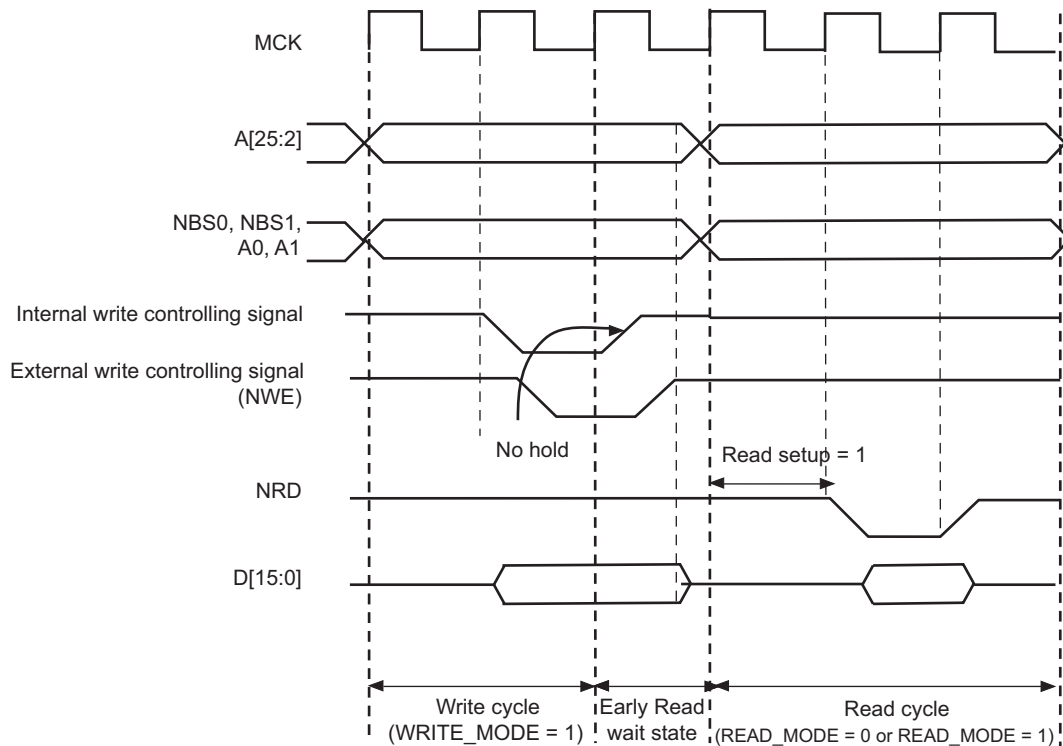 MCK
A[25:2]
NBS0, NBS1,
A0, A1
Internal write controlling signal
External write controlling signal
(NWE)
No hold
Read setup = 1
NRD
D[15:0]
Write cycle
(WRITE_MODE = 1)
Early Read
wait state
Read cycle
(READ_MODE = 0 or READ_MODE = 1)